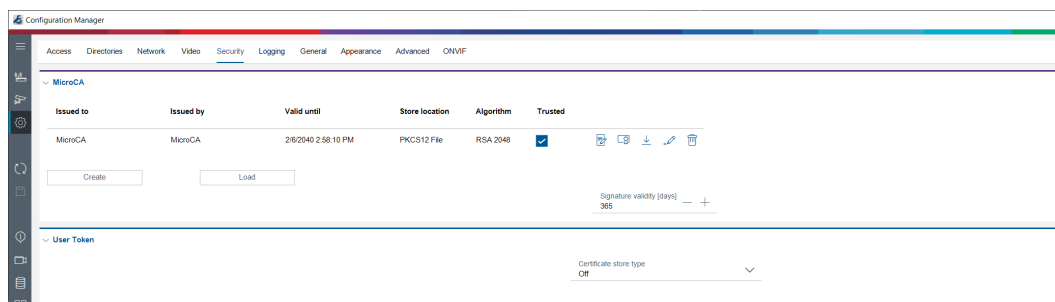 Configuration Manager
Access Directories Network Video Security Logging General Appearance Advanced ONVIF
MicroCA
Issued to Issued by Valid until Store location Algorithm Trusted
MicroCA MicroCA 2/6/2040 2:58:10 PM PKCS12 File RSA 2048
Create Load
Signature validity [days]
365
User Token
Certificate store type
Off